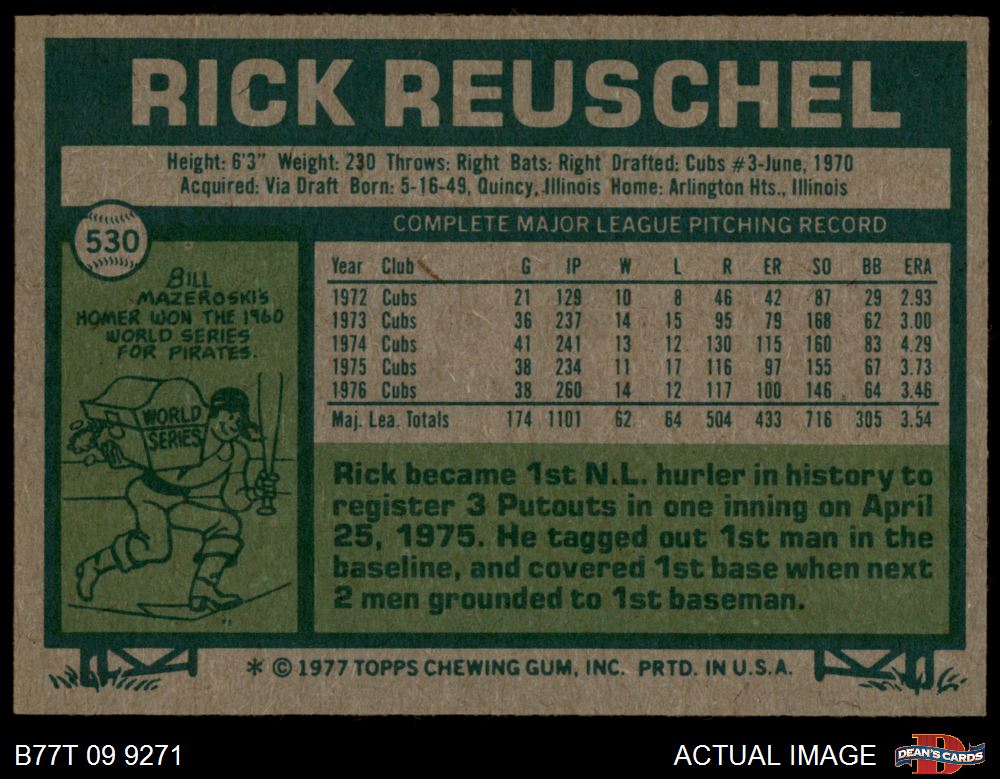 RICK REUSCHEL
Height: 6'3" Weight: 230 Throws: Right Bats: Right Drafted: Cubs #3-June, 1970
Acquired: Via Draft Born: 5-16-49, Quincy, Illinois Home: Arlington Hts., Illinois
530
BILL
MAZEROSKI'S
HOMER WON THE 1960
WORLD SERIES
FOR PIRATES.
WORLD
SERIES
COMPLETE MAJOR LEAGUE PITCHING RECORD
Year Club G IP W L R ER SO BB ERA
1972 Cubs 21 129 10 8 46 42 87 29 2.93
1973 Cubs 36 237 14 15 95 79 168 62 3.00
1974 Cubs 41 241 13 12 130 115 160 83 4.29
1975 Cubs 38 234 11 17 116 97 155 67 3.73
1976 Cubs 38 260 14 12 117 100 146 64 3.46
Maj. Lea. Totals 174 1101 62 64 504 433 716 305 3.54
Rick became 1st N.L. hurler in history to
register 3 Putouts in one inning on April
25, 1975. He tagged out 1st man in the
baseline, and covered 1st base when next
2 men grounded to 1st baseman.
* © 1977 TOPPS CHEWING GUM, INC. PRTD. IN U.S.A.
B77T 09 9271
ACTUAL IMAGE
DEAN'S CARDS